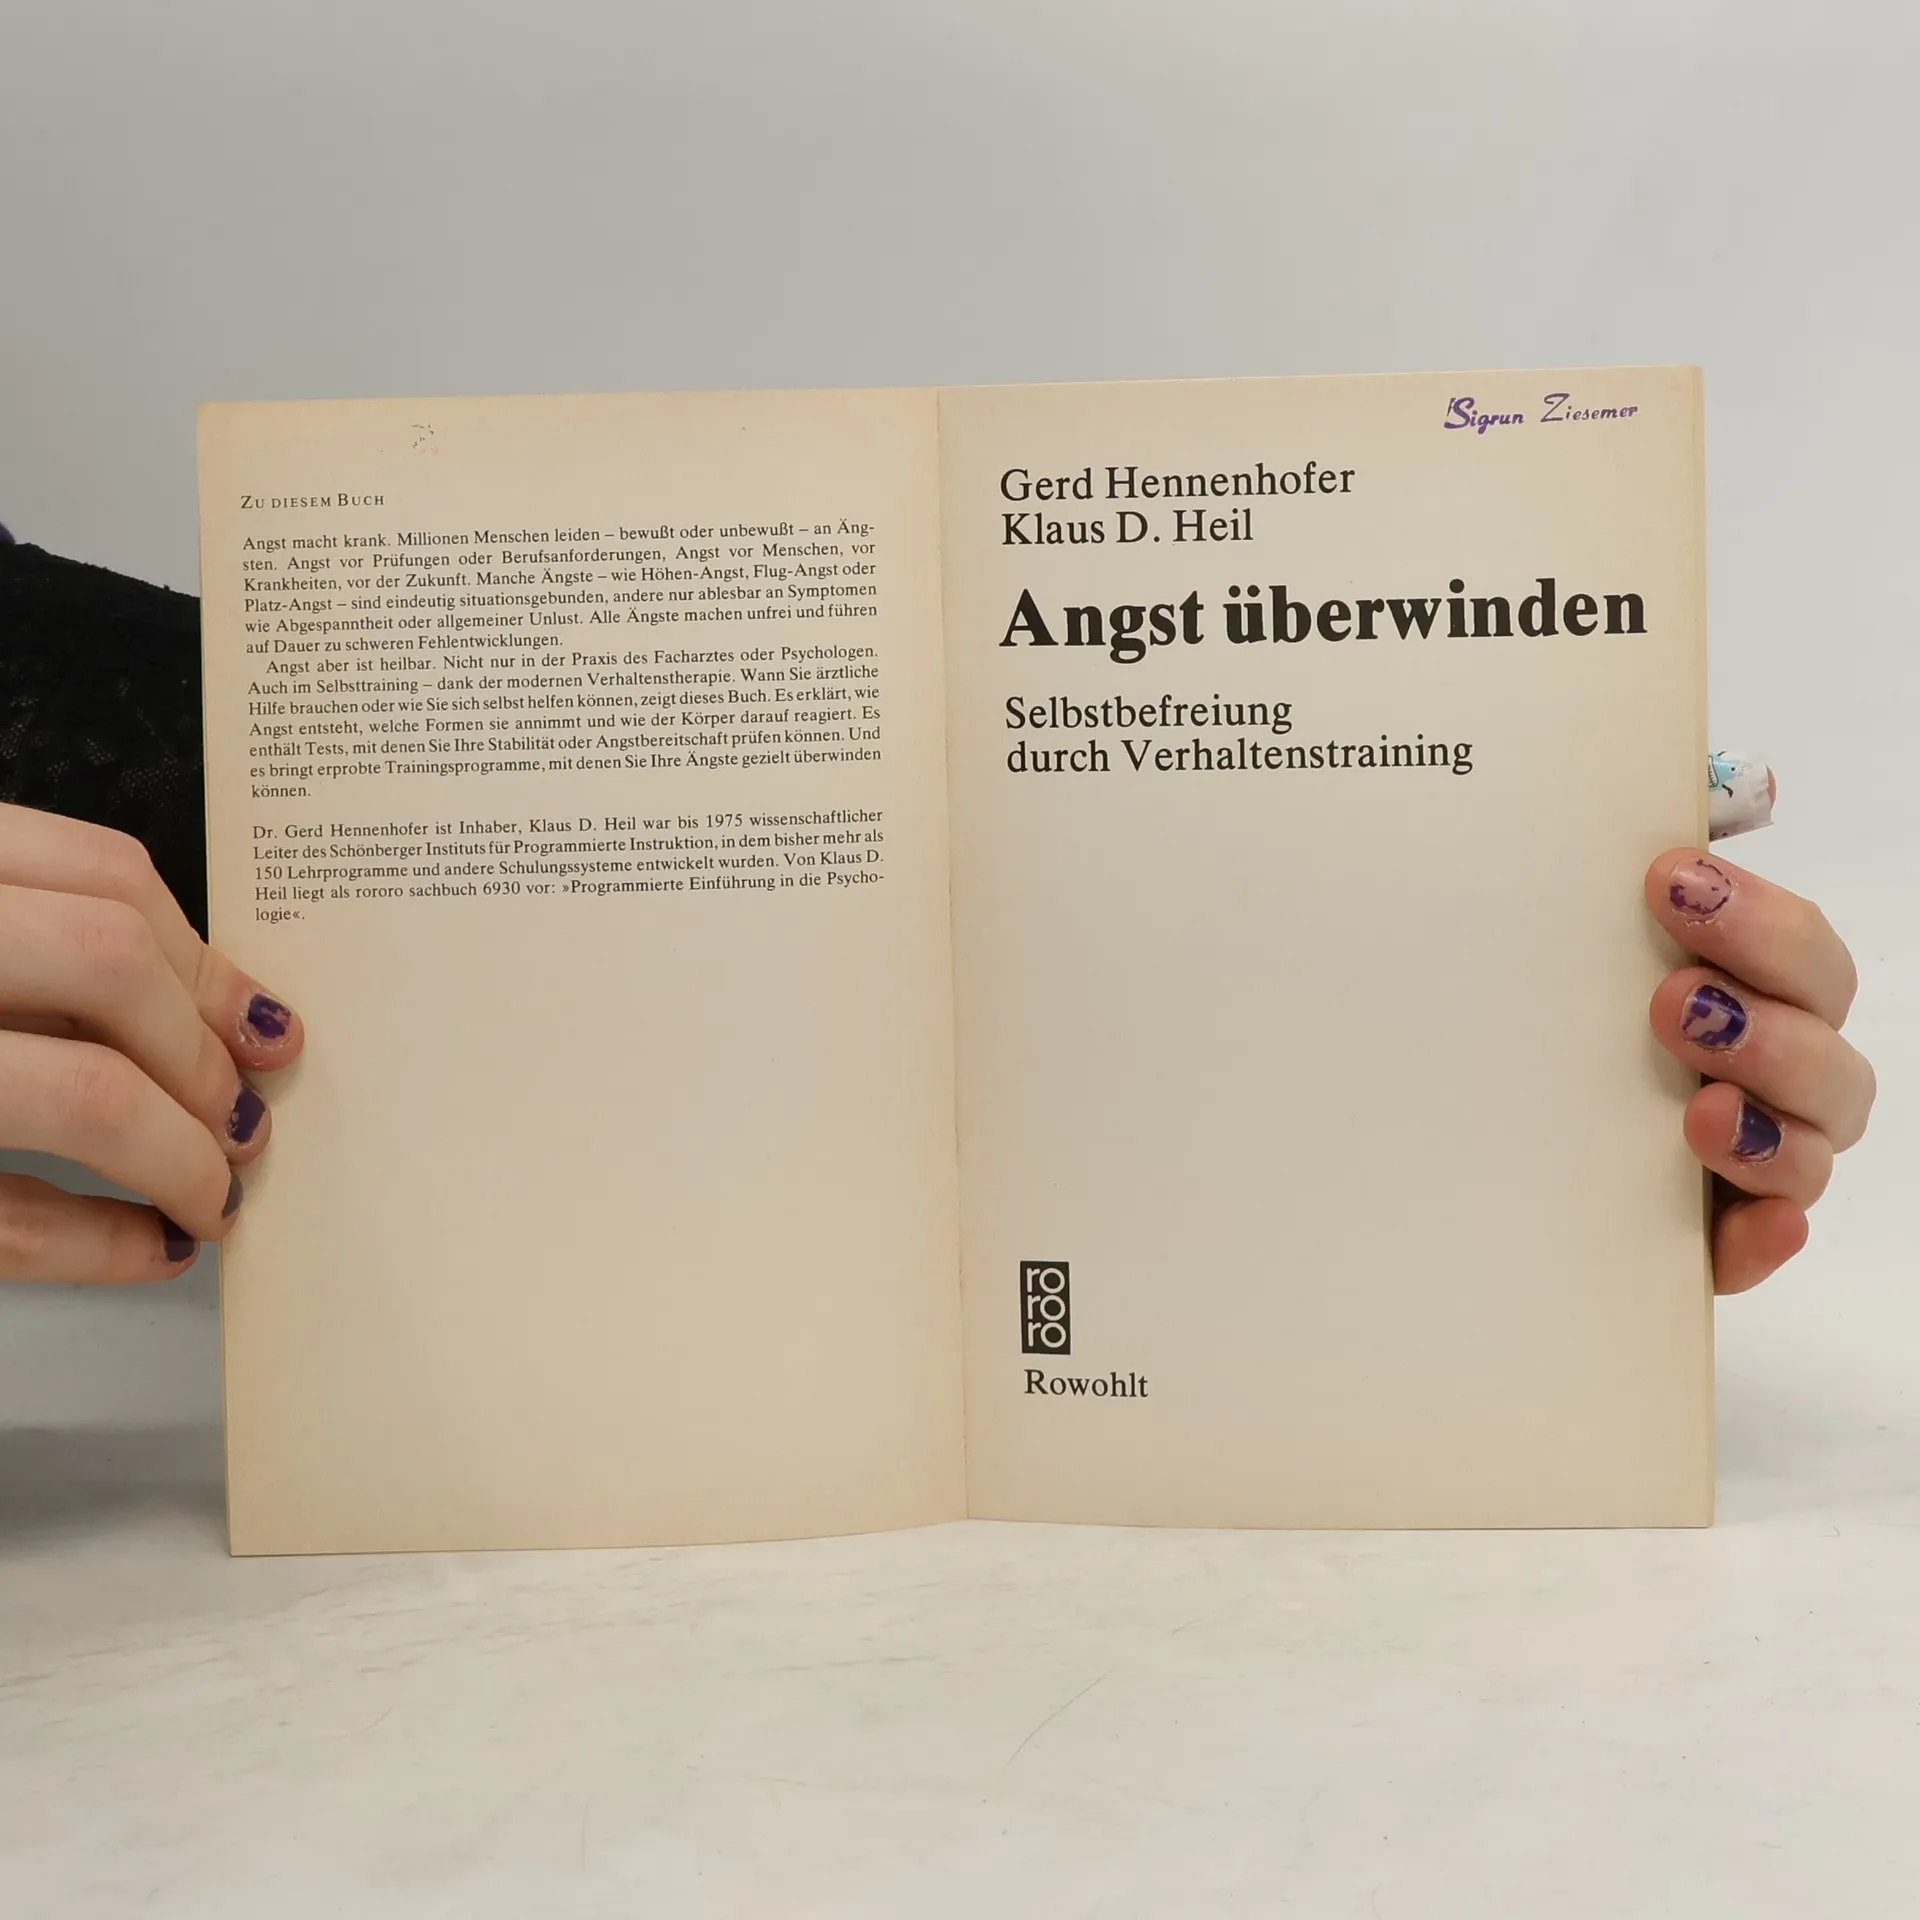 ZU DIESEM BUCH
Angst macht krank. Millionen Menschen leiden – bewußt oder unbewußt – an Äng-
sten. Angst vor Prüfungen oder Berufsanforderungen, Angst vor Menschen, vor
Krankheiten, vor der Zukunft. Manche Ängste – wie Höhen-Angst, Flug-Angst oder
Platz-Angst – sind eindeutig situationsgebunden, andere nur ablesbar an Symptomen
wie Abgespanntheit oder allgemeiner Unlust. Alle Ängste machen unfrei und führen
auf Dauer zu schweren Fehlentwicklungen.
Angst aber ist heilbar. Nicht nur in der Praxis des Facharztes oder Psychologen.
Auch im Selbsttraining – dank der modernen Verhaltenstherapie. Wann Sie ärztliche
Hilfe brauchen oder wie Sie sich selbst helfen können, zeigt dieses Buch. Es erklärt, wie
Angst entsteht, welche Formen sie annimmt und wie der Körper darauf reagiert. Es
enthält Tests, mit denen Sie Ihre Stabilität oder Angstbereitschaft prüfen können. Und
es bringt erprobte Trainingsprogramme, mit denen Sie Ihre Ängste gezielt überwinden
können.
Dr. Gerd Hennenhofer ist Inhaber, Klaus D. Heil war bis 1975 wissenschaftlicher
Leiter des Schönberger Instituts für Programmierte Instruktion, in dem bisher mehr als
150 Lehrprogramme und andere Schulungssysteme entwickelt wurden. Von Klaus D.
Heil liegt als rororo sachbuch 6930 vor: »Programmierte Einführung in die Psycho-
logie«.
Sigrun Ziesemer
Gerd Hennenhofer
Klaus D. Heil
Angst überwinden
Selbstbefreiung
durch Verhaltenstraining
ro
ro
ro
Rowohlt